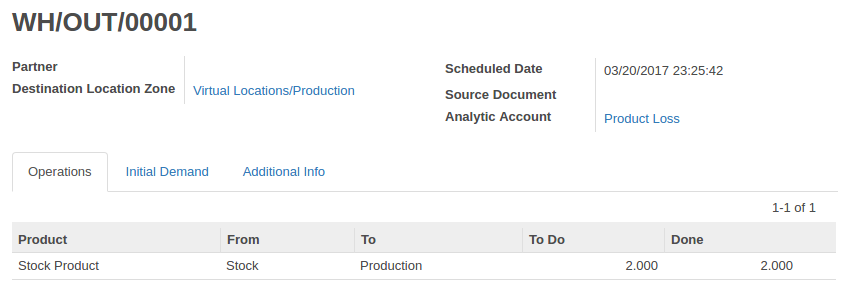 WH/OUT/00001
Partner
Destination Location Zone Virtual Locations/Production
Scheduled Date 03/20/2017 23:25:42
Source Document
Analytic Account Product Loss
Operations Initial Demand Additional Info
1-1 of 1
Product From To To Do Done
Stock Product Stock Production 2.000 2.000